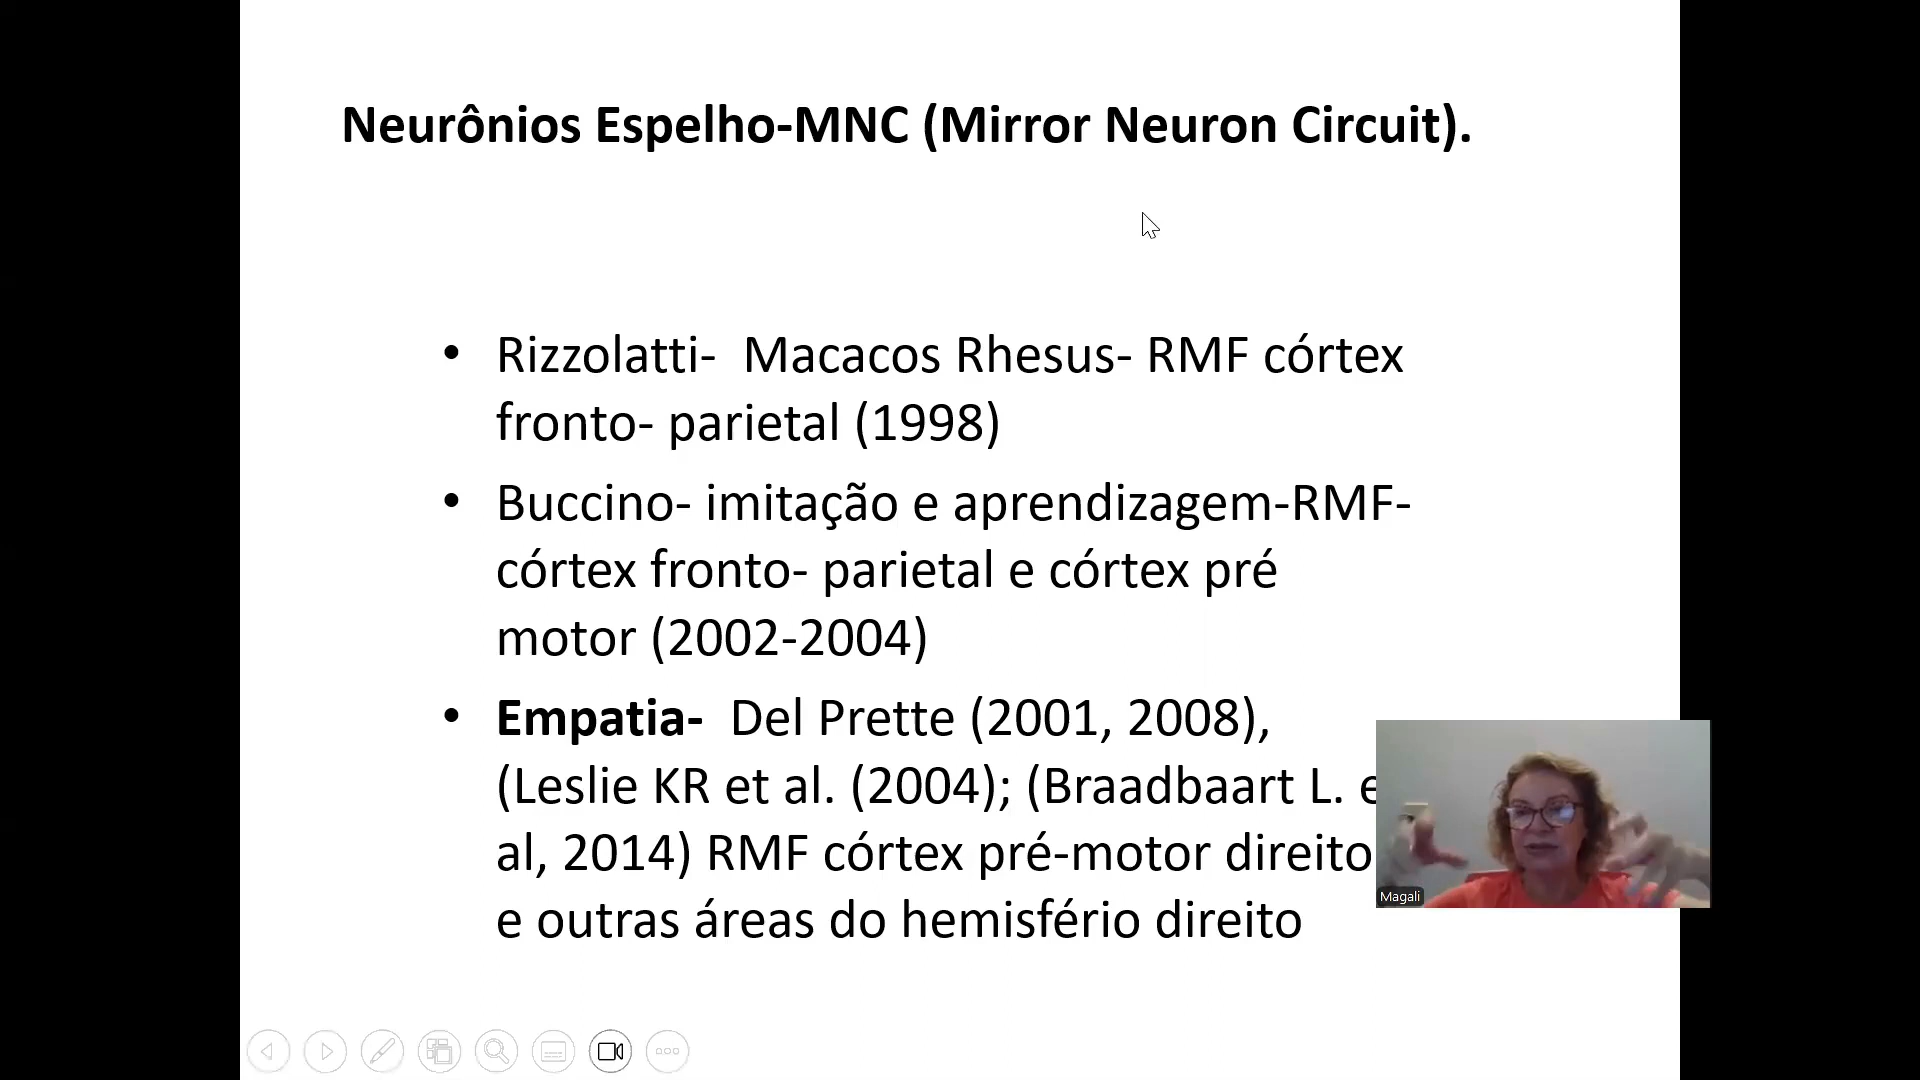 Neurônios Espelho-MNC (Mirror Neuron Circuit).
• Rizzolatti- Macacos Rhesus- RMF córtex
fronto- parietal (1998)
• Buccino- imitação e aprendizagem-RMF-
córtex fronto- parietal e córtex pré
motor (2002-2004)
• Empatia- Del Prette (2001, 2008),
(Leslie KR et al. (2004); (Braadbaart L. e
al, 2014) RMF córtex pré-motor direito
e outras áreas do hemisfério direito
Magali